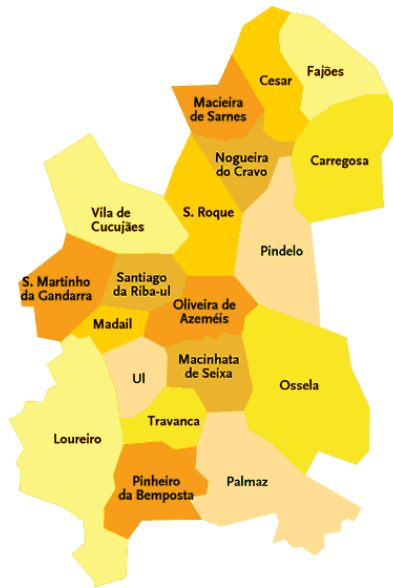 Fajões
Cesar
Macieira
de Sarnes
Nogueira
do Cravo
Carregosa
Vila de
Cucujães
S. Roque
Pindelo
S. Martinho
da Gandarra
Santiago
da Riba-ul
Oliveira de
Azeméis
Madail
Macinhata
de Seixa
Ul
Ossela
Travanca
Loureiro
Pinheiro
da Bemposta
Palmaz